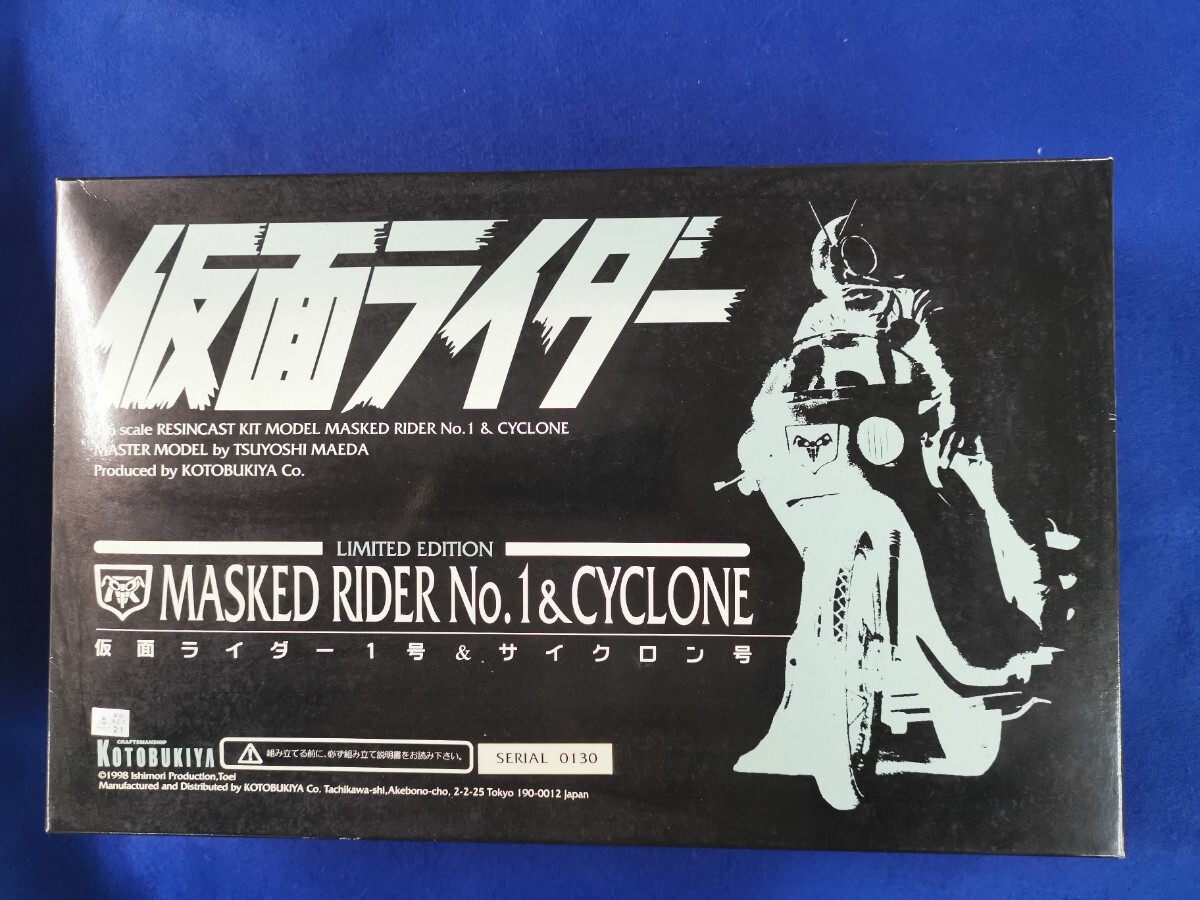 仮面ライダー
scale RESINCAST KIT MODEL MASKED RIDER No.1 & CYCLONE
MASTER MODEL by TSUYOSHI MAEDA
Produced by KOTOBUKIYA Co.
LIMITED EDITION
MASKED RIDER No.1&CYCLONE
仮面ライダー1号&サイクロン号
CRAFTSMANSHIP
KOTOBUKIYA
組み立てる前に、必ず組み立て説明書をお読み下さい。
SERIAL 0130
©1998 Ishimori Production,Toei
Manufactured and Distributed by KOTOBUKIYA Co. Tachikawa-shi,Akebono-cho, 2-2-25 Tokyo 190-0012 Japan